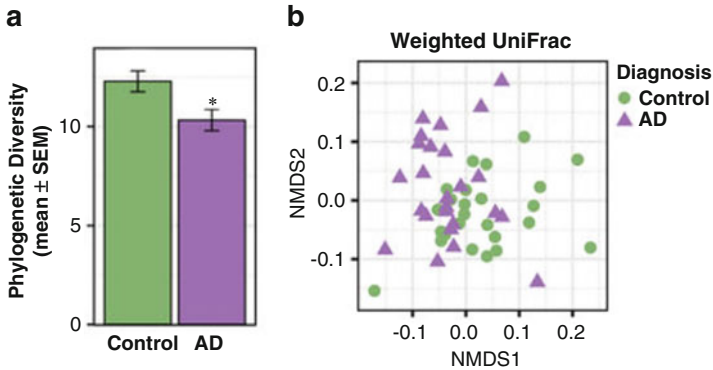 a
Phylogenetic Diversity
(mean ± SEM)
10
5
0
*
Control AD
b
Weighted UniFrac
NMDS2
0.2
0.1
0.0
-0.1
-0.1 0.0 0.1 0.2
NMDS1
Diagnosis
Control
AD